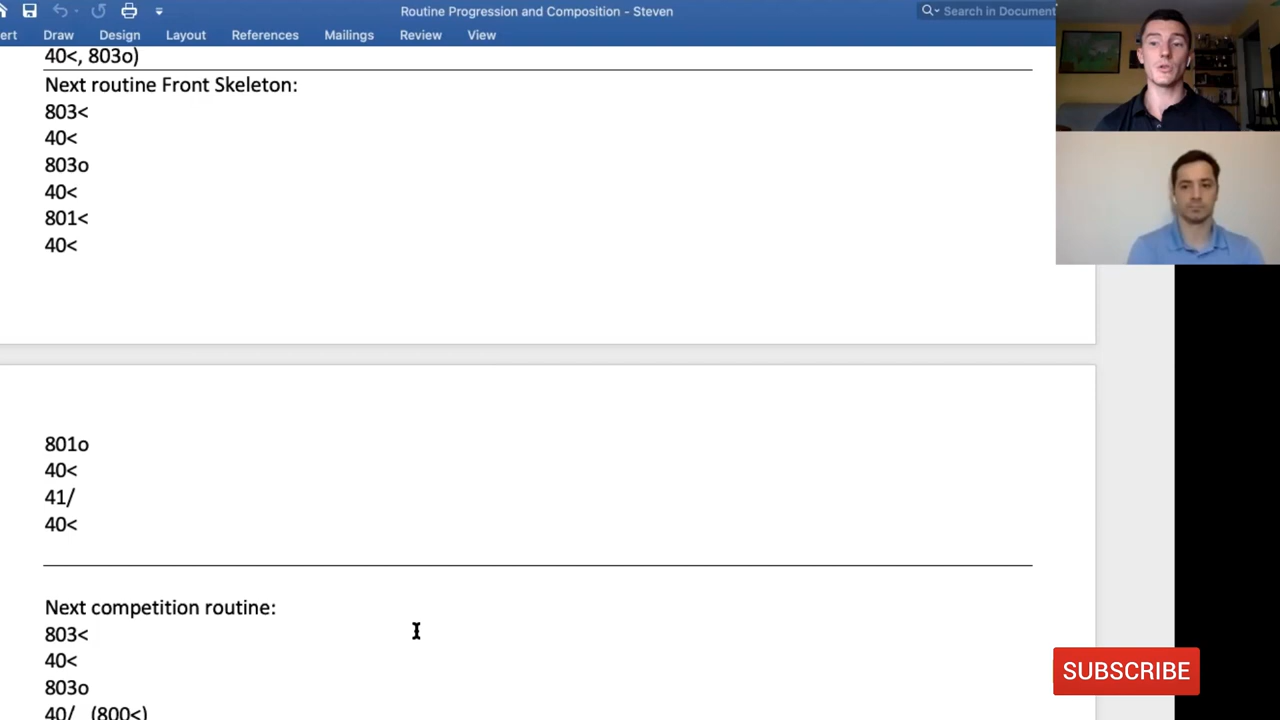 Routine Progression and Composition - Steven
Search in Document
ert Draw Design Layout References Mailings Review View
40<, 803o)
Next routine Front Skeleton:
803<
40<
803o
40<
801<
40<
801o
40<
41/
40<
Next competition routine:
803<
40<
803o
40/ (800<)
SUBSCRIBE